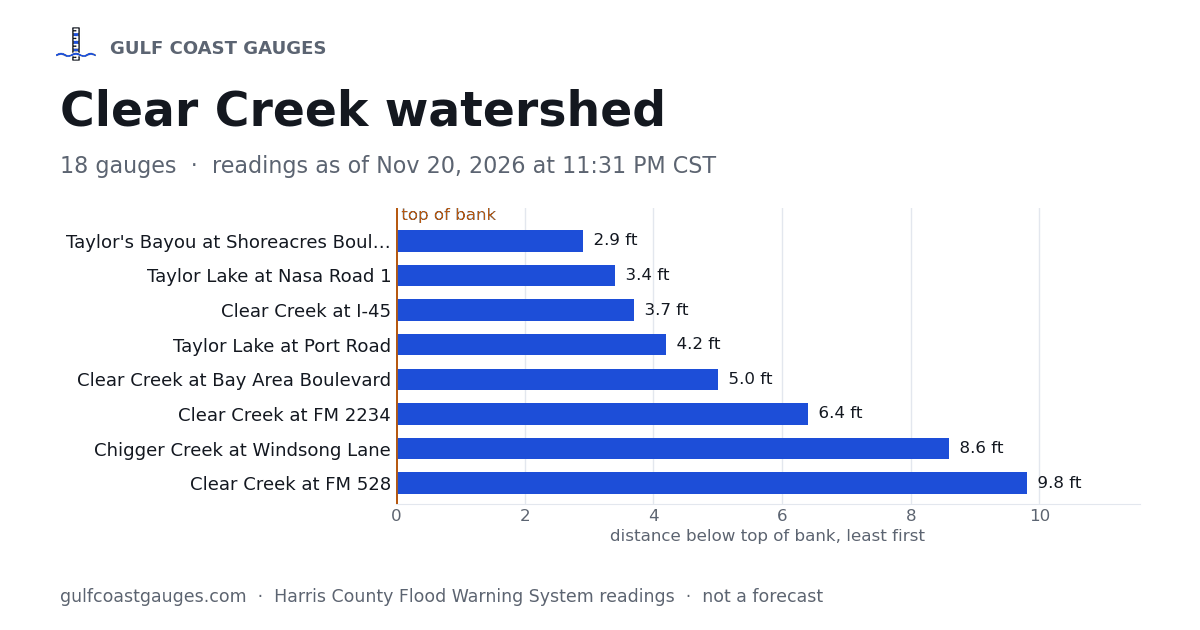 GULF COAST GAUGES
Clear Creek watershed
18 gauges · readings as of Nov 20, 2026 at 11:31 PM CST
top of bank
Taylor's Bayou at Shoreacres Boul… 2.9 ft
Taylor Lake at Nasa Road 1 3.4 ft
Clear Creek at I-45 3.7 ft
Taylor Lake at Port Road 4.2 ft
Clear Creek at Bay Area Boulevard 5.0 ft
Clear Creek at FM 2234 6.4 ft
Chigger Creek at Windsong Lane 8.6 ft
Clear Creek at FM 528 9.8 ft
0 2 4 6 8 10
distance below top of bank, least first
gulfcoastgauges.com · Harris County Flood Warning System readings · not a forecast